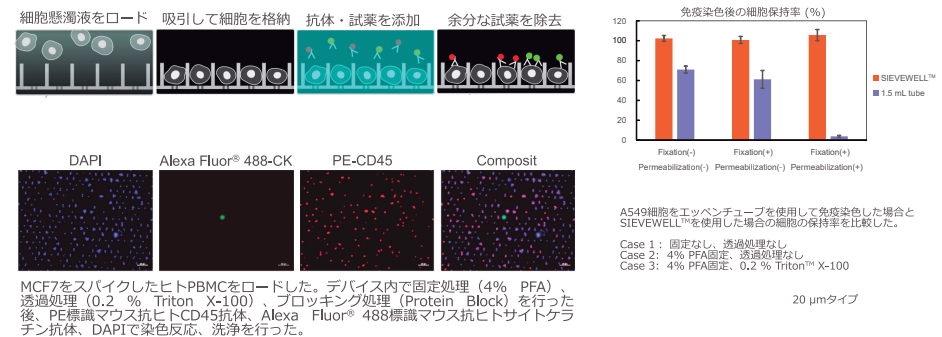 細胞懸濁液をロード
吸引して細胞を格納
抗体・試薬を添加
余分な試薬を除去
DAPI
Alexa Fluor® 488-CK
PE-CD45
Composit
MCF7をスパイクしたヒトPBMCをロードした。デバイス内で固定処理（4% PFA）、
透過処理（0.2 % Triton X-100）、ブロッキング処理（Protein Block）を行った
後、PE標識マウス抗ヒトCD45抗体、Alexa Fluor® 488標識マウス抗ヒトサイトケラ
チン抗体、DAPIで染色反応、洗浄を行った。
免疫染色後の細胞保持率 (%)
120
100
80
60
40
20
0
SIEVEWELL™
1.5 mL tube
Fixation(-) Fixation(+) Fixation(+)
Permeabilization(-) Permeabilization(-) Permeabilization(+)
A549細胞をエッペンチューブを使用して免疫染色した場合と
SIEVEWELL™を使用した場合の細胞の保持率を比較した。
Case 1： 固定なし、透過処理なし
Case 2: 4% PFA固定、透過処理なし
Case 3: 4% PFA固定、0.2 % Triton™ X-100
20 µmタイプ